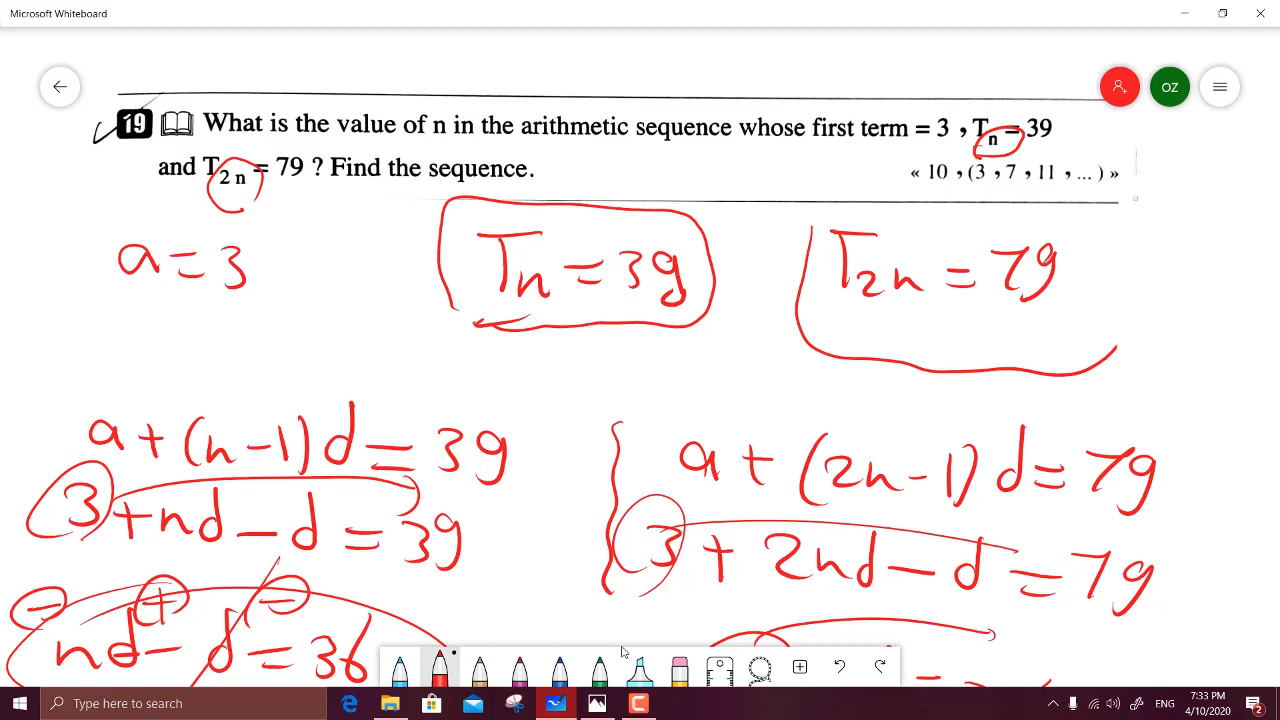 Microsoft Whiteboard
OZ
19 What is the value of n in the arithmetic sequence whose first term = 3 , Tn = 39
and T2n = 79 ? Find the sequence.
« 10 , (3 , 7 , 11 , ... ) »
a = 3
Tn = 39
T2n = 79
a + (n - 1) d = 39
a + (2n - 1) d = 79
3 + nd - d = 39
3 + 2nd - d = 79
- + -
nd - d = 36
Type here to search
ENG
7:33 PM
4/10/2020
2